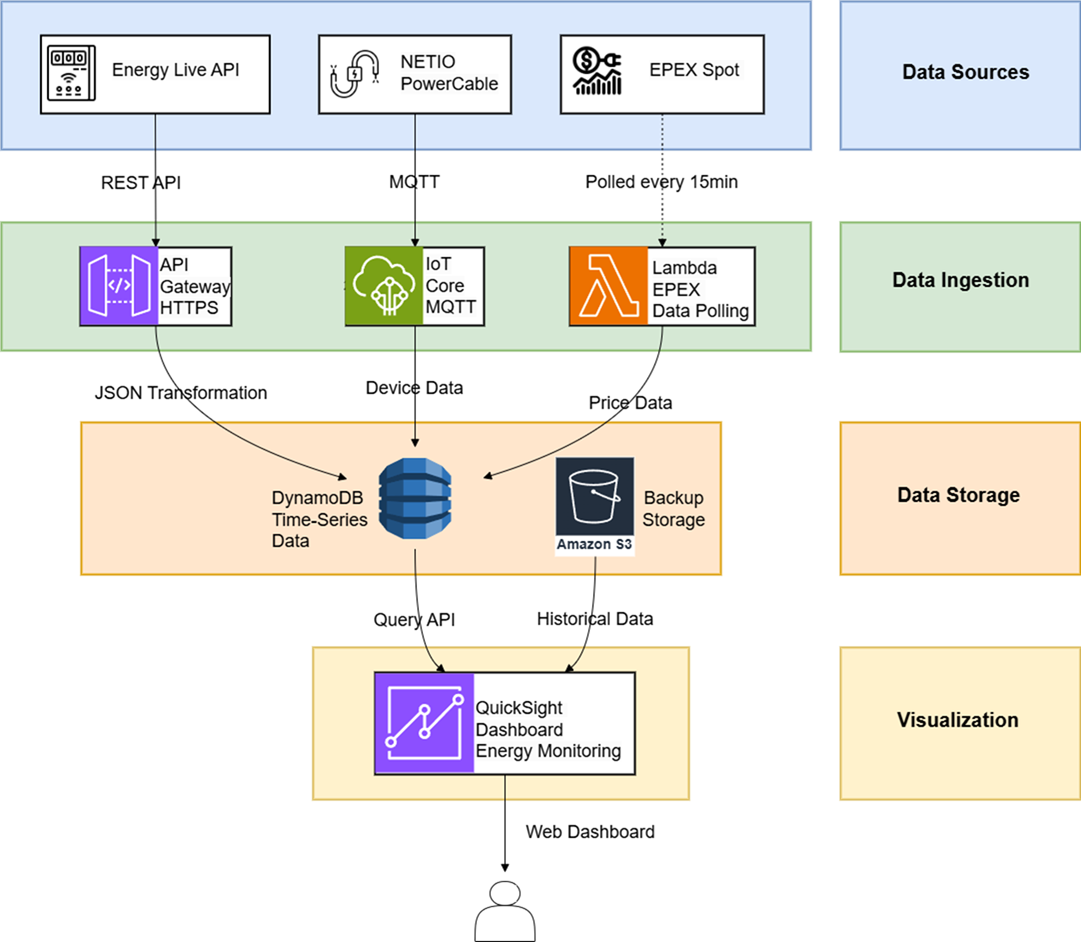 Energy Live API
NETIO
PowerCable
EPEX Spot
Data Sources
REST API
MQTT
Polled every 15min
API
Gateway
HTTPS
IoT
Core
MQTT
Lambda
EPEX
Data Polling
Data Ingestion
JSON Transformation
Device Data
Price Data
DynamoDB
Time-Series
Data
Amazon S3
Backup
Storage
Data Storage
Query API
Historical Data
QuickSight
Dashboard
Energy Monitoring
Visualization
Web Dashboard